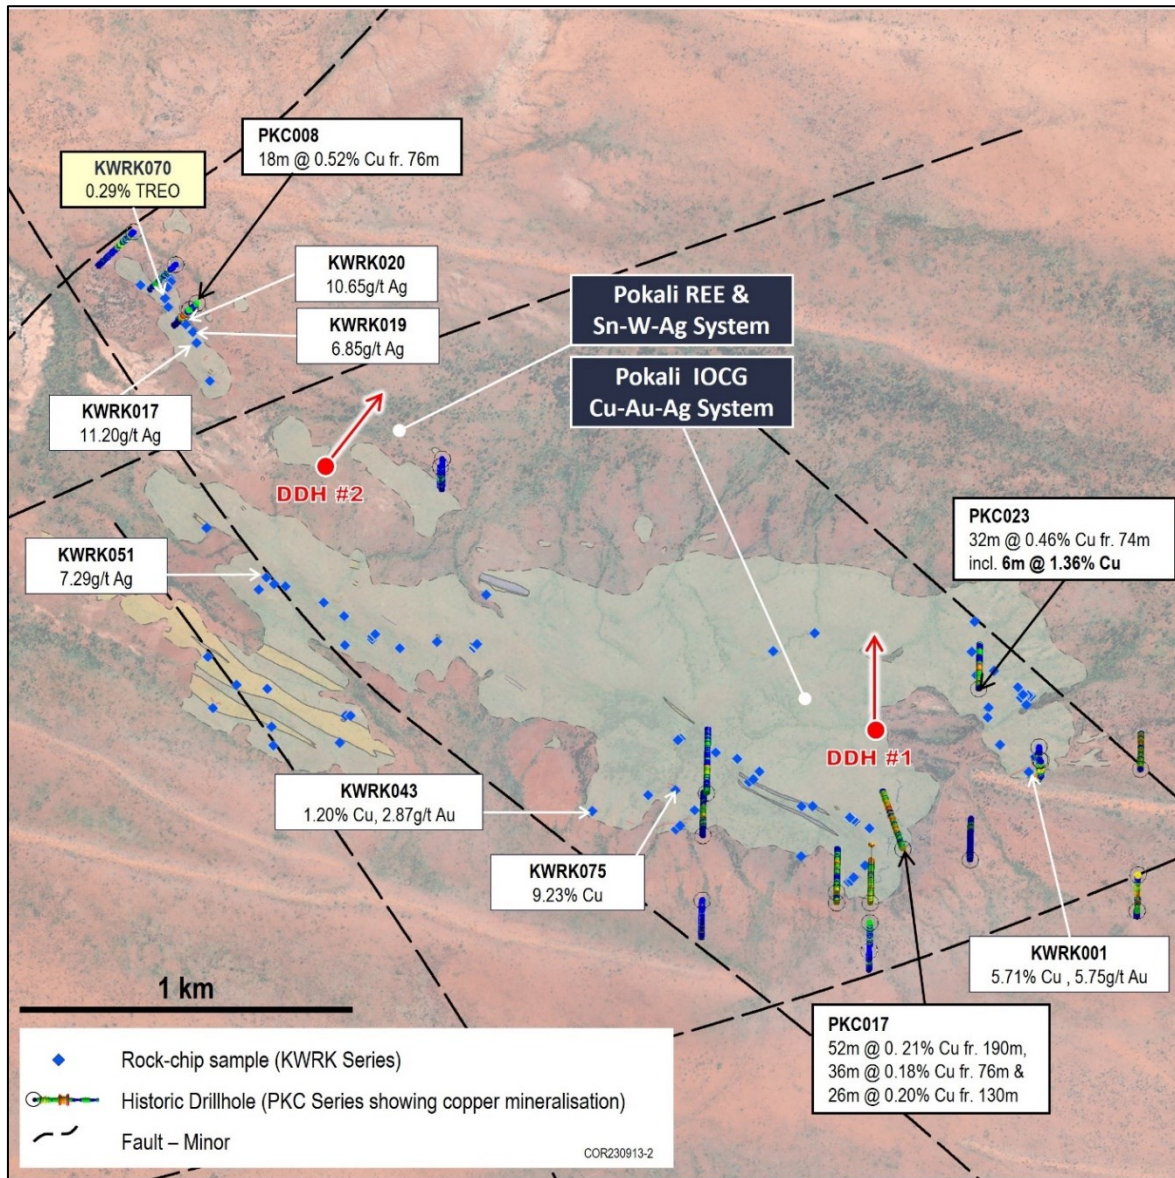 PKC008
18m @ 0.52% Cu fr. 76m
KWRK070
0.29% TREO
KWRK020
10.65g/t Ag
KWRK019
6.85g/t Ag
KWRK017
11.20g/t Ag
Pokali REE &
Sn-W-Ag System
Pokali IOCG
Cu-Au-Ag System
DDH #2
PKC023
32m @ 0.46% Cu fr. 74m
incl. 6m @ 1.36% Cu
KWRK051
7.29g/t Ag
DDH #1
KWRK043
1.20% Cu, 2.87g/t Au
KWRK075
9.23% Cu
KWRK001
5.71% Cu , 5.75g/t Au
PKC017
52m @ 0. 21% Cu fr. 190m,
36m @ 0.18% Cu fr. 76m &
26m @ 0.20% Cu fr. 130m
1 km
Rock-chip sample (KWRK Series)
Historic Drillhole (PKC Series showing copper mineralisation)
Fault – Minor
COR230913-2